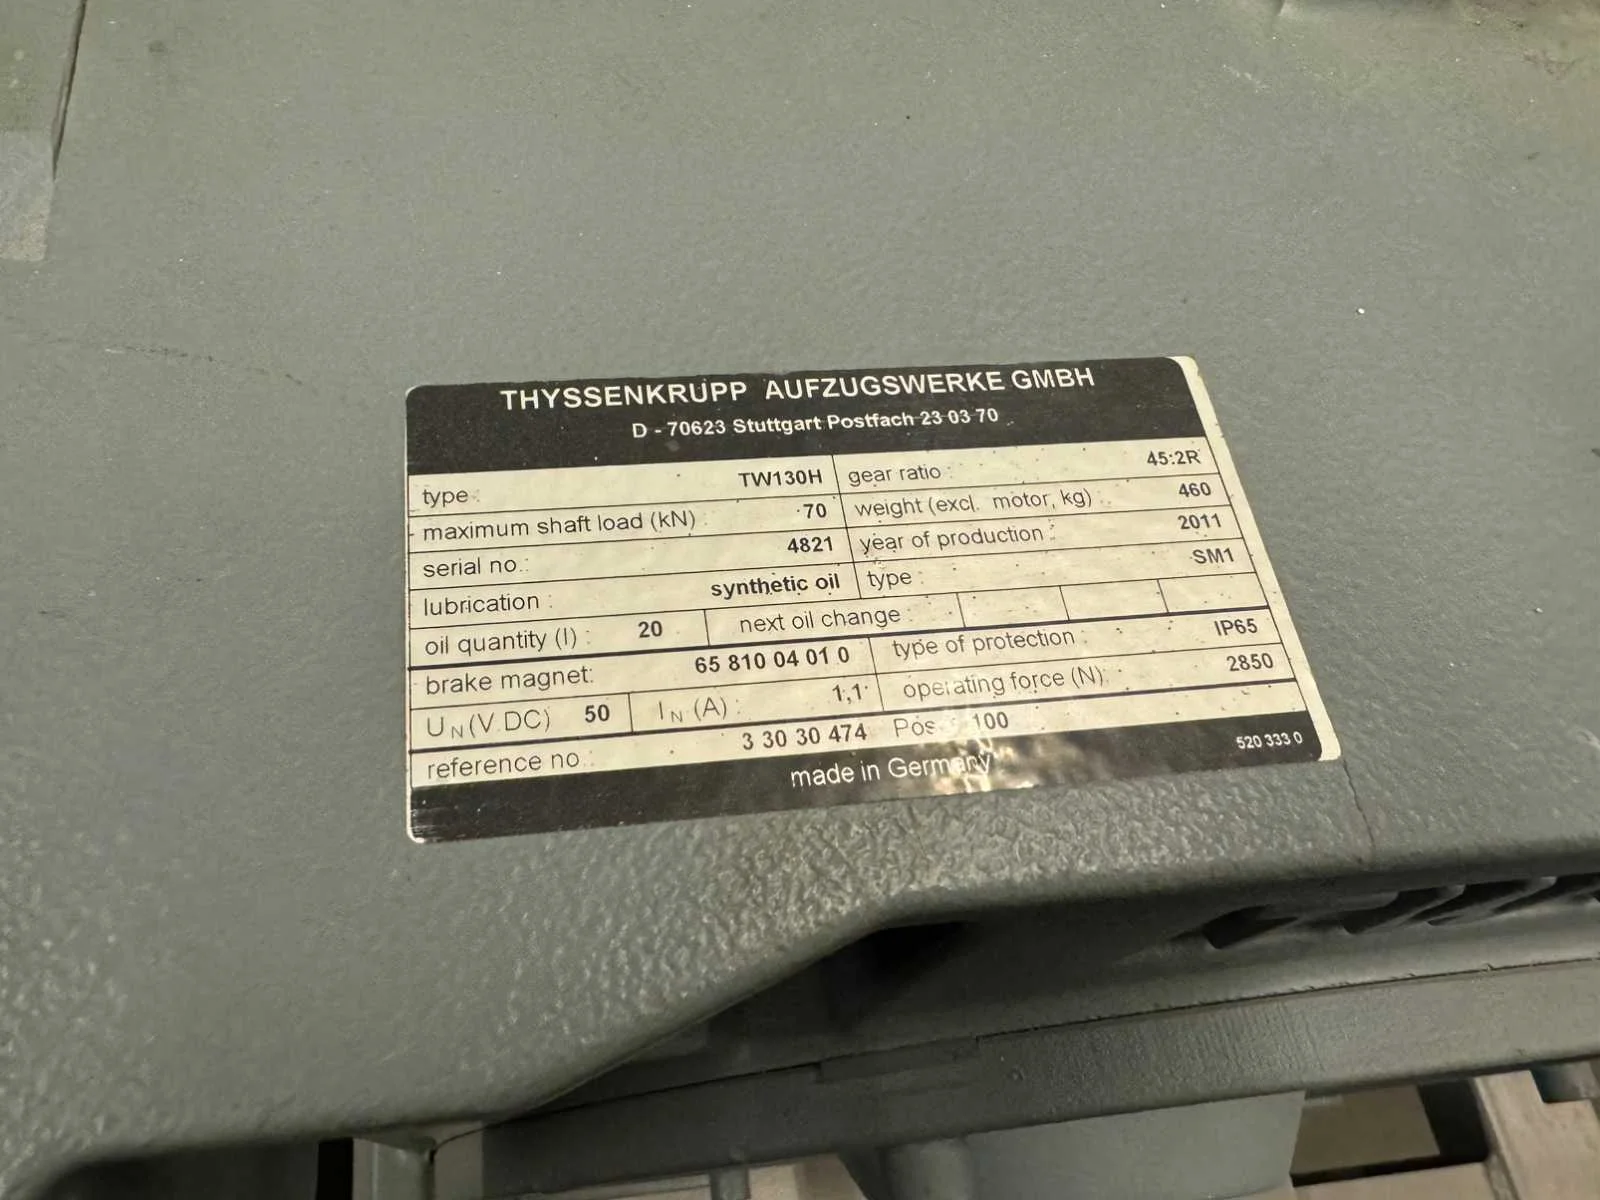 THYSSENKRUPP AUFZUGSWERKE GMBH
D - 70623 Stuttgart Postfach 23 03 70
type : TW130H gear ratio : 45:2R
maximum shaft load (kN) : 70 weight (excl. motor, kg) : 460
serial no.: 4821 year of production : 2011
lubrication : synthetic oil type : SM1
oil quantity (l) : 20 next oil change :
brake magnet: 65 810 04 01 0 type of protection : IP65
UN (V DC) 50 IN (A) : 1,1 operating force (N): 2850
reference no.: 3 30 30 474 Pos : 100
made in Germany 520 333 0